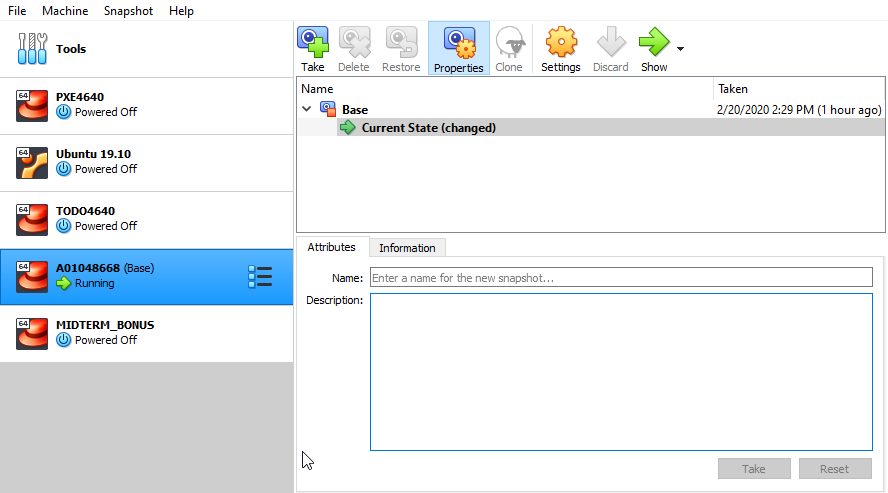 File Machine Snapshot Help
Tools
64 PXE4640
Powered Off
64 Ubuntu 19.10
Powered Off
64 TODO4640
Powered Off
64 A01048668 (Base)
Running
64 MIDTERM_BONUS
Powered Off
Take Delete Restore Properties Clone Settings Discard Show
Name Taken
Base 2/20/2020 2:29 PM (1 hour ago)
Current State (changed)
Attributes Information
Name: Enter a name for the new snapshot...
Description:
Take Reset